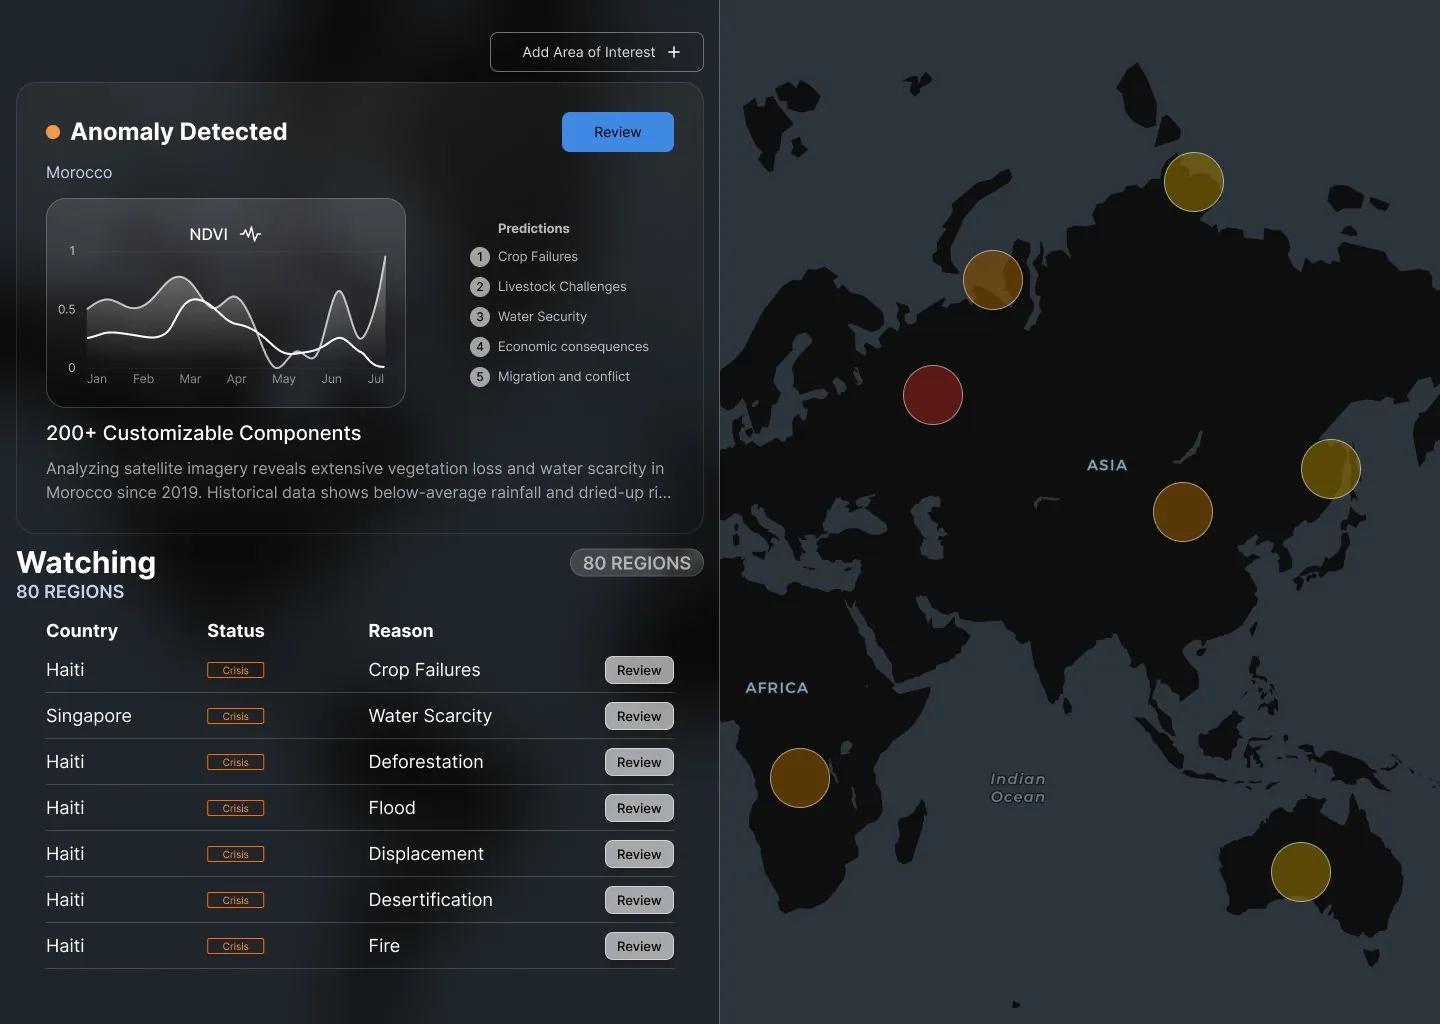 Add Area of Interest +
Anomaly Detected
Review
Morocco
NDVI
1
0.5
0
Jan Feb Mar Apr May Jun Jul
Predictions
1 Crop Failures
2 Livestock Challenges
3 Water Security
4 Economic consequences
5 Migration and conflict
200+ Customizable Components
Analyzing satellite imagery reveals extensive vegetation loss and water scarcity in
Morocco since 2019. Historical data shows below-average rainfall and dried-up ri...
Watching
80 REGIONS
80 REGIONS
Country Status Reason
Haiti Crisis Crop Failures Review
Singapore Crisis Water Scarcity Review
Haiti Crisis Deforestation Review
Haiti Crisis Flood Review
Haiti Crisis Displacement Review
Haiti Crisis Desertification Review
Haiti Crisis Fire Review
ASIA
AFRICA
Indian
Ocean